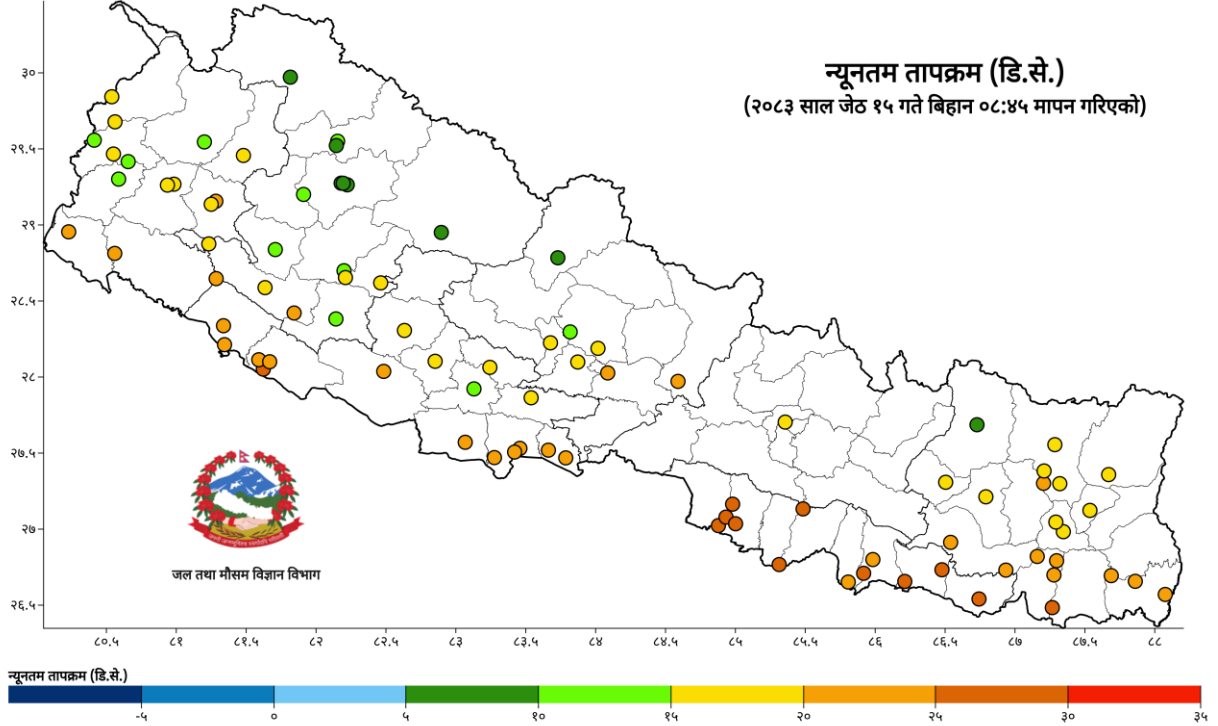 न्यूनतम तापक्रम (डि.से.)
(२०८३ साल जेठ १५ गते बिहान ०८:४५ मापन गरिएको)
३०
२९.५
२९
२८.५
२८
२७.५
२७
२६.५
जल तथा मौसम विज्ञान विभाग
८०.५ ८१ ८१.५ ८२ ८२.५ ८३ ८३.५ ८४ ८४.५ ८५ ८५.५ ८६ ८६.५ ८७ ८७.५ ८८
न्यूनतम तापक्रम (डि.से.)
-५ ० ५ १० १५ २० २५ ३० ३५